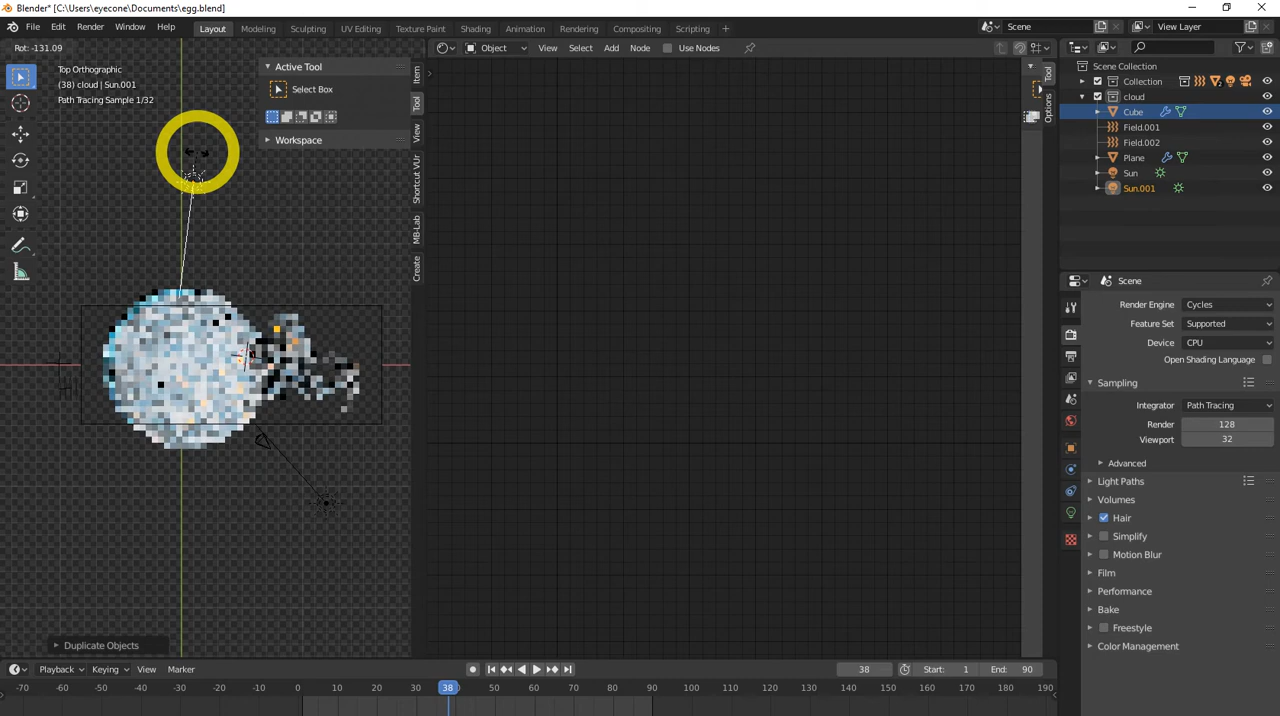 Blender* [C:\Users\eyecone\Documents\egg.blend]
File Edit Render Window Help Layout Modeling Sculpting UV Editing Texture Paint Shading Animation Rendering Compositing Scripting + Scene View Layer
Rot: -131.09
Object View Select Add Node Use Nodes
Top Orthographic
(38) cloud | Sun.001
Path Tracing Sample 1/32
Active Tool
Select Box
Workspace
Item
Tool
View
Shortcut VUr
MB-Lab
Create
Tool
Options
Scene Collection
Collection
2
cloud
Cube
Field.001
Field.002
Plane
Sun
Sun.001
Scene
Render Engine Cycles
Feature Set Supported
Device CPU
Open Shading Language
Sampling
Integrator Path Tracing
Render 128
Viewport 32
Advanced
Light Paths
Volumes
Hair
Simplify
Motion Blur
Film
Performance
Bake
Freestyle
Color Management
Duplicate Objects
Playback Keying View Marker 38 Start: 1 End: 90
-70 -60 -50 -40 -30 -20 -10 0 10 20 30 38 50 60 70 80 90 100 110 120 130 140 150 160 170 180 190